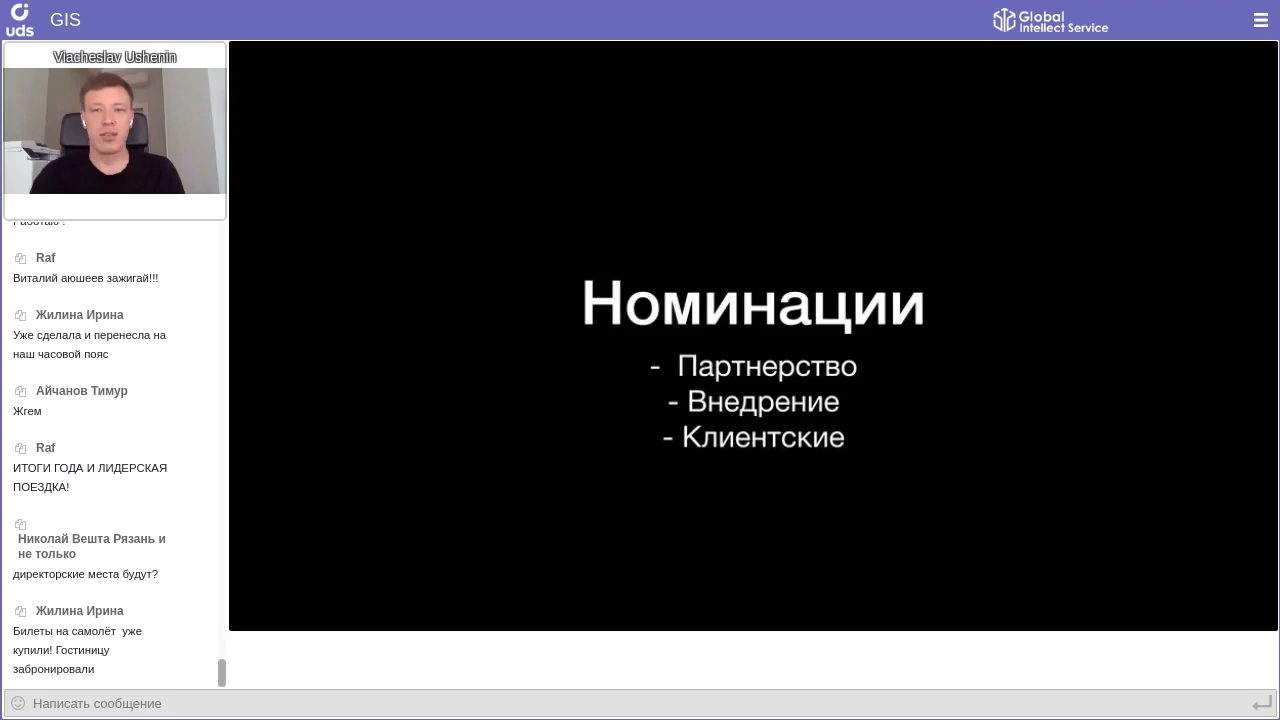 uds
GIS
Global
Intellect Service
Viacheslav Ushenin
Работаю !
Raf
Виталий аюшеев зажигай!!!
Жилина Ирина
Уже сделала и перенесла на
наш часовой пояс
Айчанов Тимур
Жгем
Raf
ИТОГИ ГОДА И ЛИДЕРСКАЯ
ПОЕЗДКА!
Николай Вешта Рязань и
не только
директорские места будут?
Жилина Ирина
Билеты на самолёт  уже
купили! Гостиницу
забронировали
Номинации
-  Партнерство
- Внедрение
- Клиентские
Написать сообщение